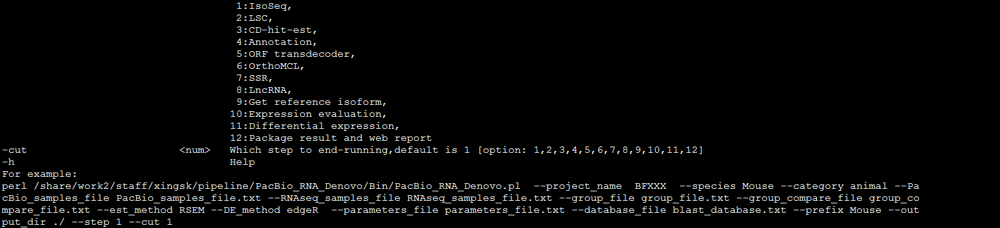 1:IsoSeq,
2:LSC,
3:CD-hit-est,
4:Annotation,
5:ORF transdecoder,
6:OrthoMCL,
7:SSR,
8:LncRNA,
9:Get reference isoform,
10:Expression evaluation,
11:Differential expression,
12:Package result and web report
-cut <num> Which step to end-running,default is 1 [option: 1,2,3,4,5,6,7,8,9,10,11,12]
-h Help
For example:
perl /share/work2/staff/xingsk/pipeline/PacBio_RNA_Denovo/Bin/PacBio_RNA_Denovo.pl  --project_name  BFXXX  --species Mouse --category animal --Pa
cBio_samples_file PacBio_samples_file.txt --RNAseq_samples_file RNAseq_samples_file.txt --group_file group_file.txt --group_compare_file group_co
mpare_file.txt --est_method RSEM --DE_method edgeR  --parameters_file parameters_file.txt --database_file blast_database.txt --prefix Mouse --out
put_dir ./ --step 1 --cut 1